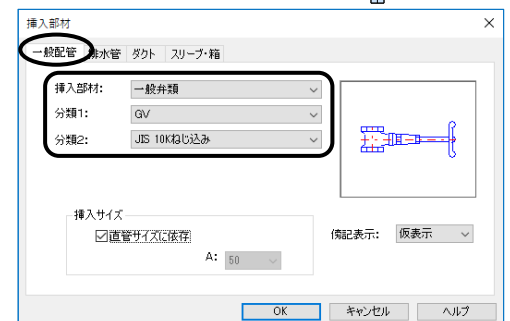 挿入部材
一般配管 排水管 ダクト スリーブ・箱
挿入部材: 一般弁類
分類1: GV
分類2: JIS 10Kねじ込み
挿入サイズ
直管サイズに依存
A: 50
傍記表示: 仮表示
OK キャンセル ヘルプ